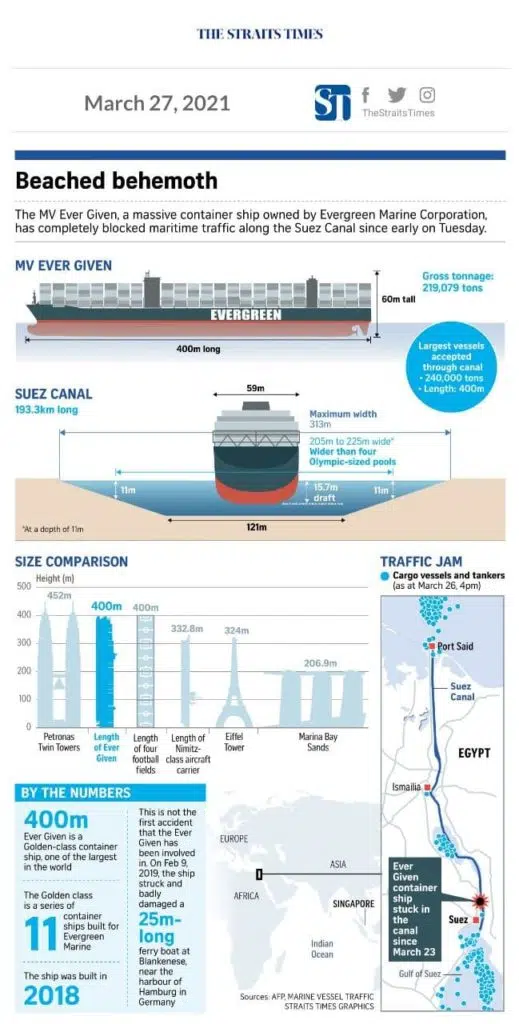 THE STRAITS TIMES
March 27, 2021
ST
TheStraitsTimes
Beached behemoth
The MV Ever Given, a massive container ship owned by Evergreen Marine Corporation,
has completely blocked maritime traffic along the Suez Canal since early on Tuesday.
MV EVER GIVEN
EVERGREEN
60m tall
400m long
Gross tonnage:
219,079 tons
Largest vessels
accepted
through canal
• 240,000 tons
• Length: 400m
SUEZ CANAL
193.3km long
59m
Maximum width
313m
205m to 225m wide*
Wider than four
Olympic-sized pools
11m
15.7m
draft
11m
121m
*At a depth of 11m
SIZE COMPARISON
Height (m)
500
400
300
200
100
0
452m
400m
400m
332.8m
324m
206.9m
Petronas
Twin Towers
Length
of Ever
Given
Length
of four
football
fields
Length of
Nimitz-
class aircraft
carrier
Eiffel
Tower
Marina Bay
Sands
TRAFFIC JAM
Cargo vessels and tankers
(as at March 26, 4pm)
Port Said
Suez
Canal
EGYPT
Ismailia
Ever
Given
container
ship
stuck in
the
canal
since
March 23
Suez
Gulf of Suez
BY THE NUMBERS
400m
Ever Given is a
Golden-class container
ship, one of the largest
in the world
The Golden class
is a series of
11
container
ships built for
Evergreen
Marine
The ship was built in
2018
This is not the
first accident
that the Ever
Given has
been involved
in. On Feb 9,
2019, the ship
struck and
badly
damaged a
25m-
long
ferry boat at
Blankenese,
near the
harbour of
Hamburg in
Germany
EUROPE
ASIA
AFRICA
SINGAPORE
Indian
Ocean
Sources: AFP, MARINE VESSEL TRAFFIC
STRAITS TIMES GRAPHICS